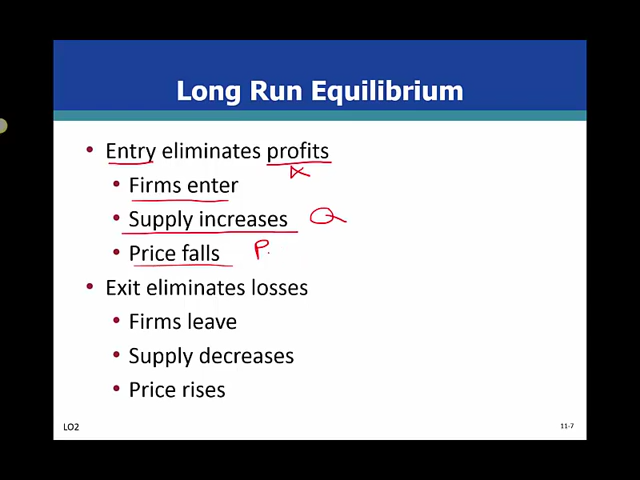 Long Run Equilibrium
• Entry eliminates profits
• Firms enter
• Supply increases Q
• Price falls P.
• Exit eliminates losses
• Firms leave
• Supply decreases
• Price rises
LO2 11-7